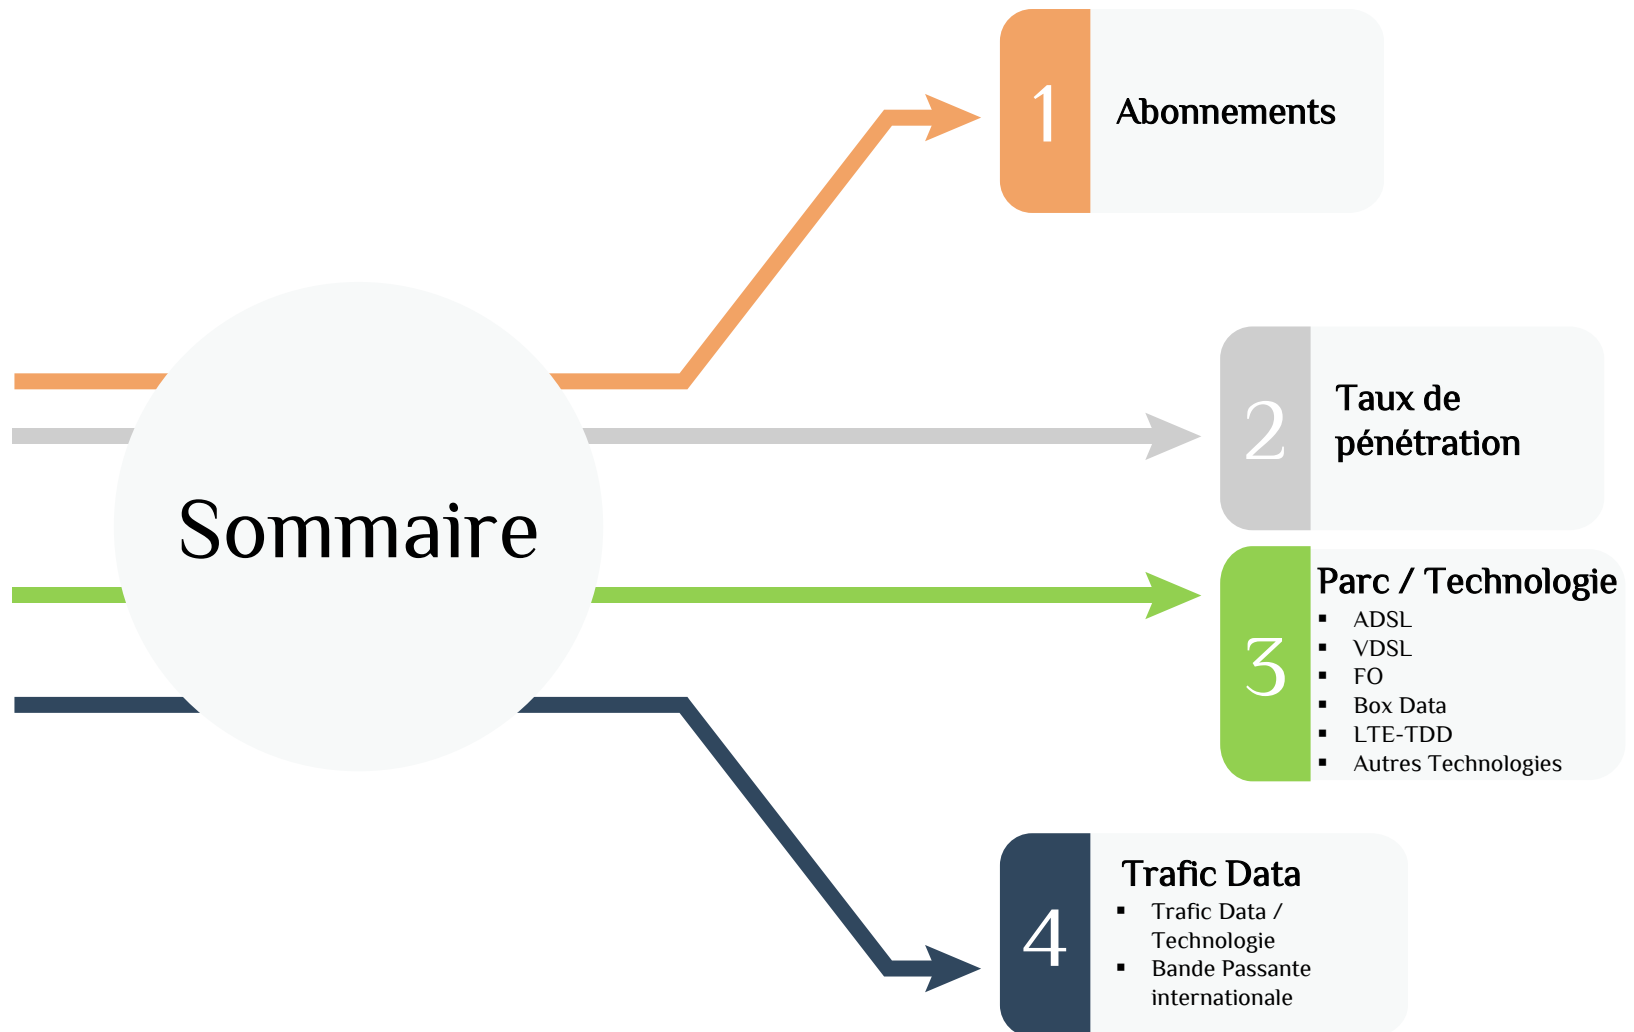 Sommaire
1
Abonnements
2
Taux de
pénétration
3
Parc / Technologie
▪ ADSL
▪ VDSL
▪ FO
▪ Box Data
▪ LTE-TDD
▪ Autres Technologies
4
Trafic Data
▪ Trafic Data /
Technologie
▪ Bande Passante
internationale